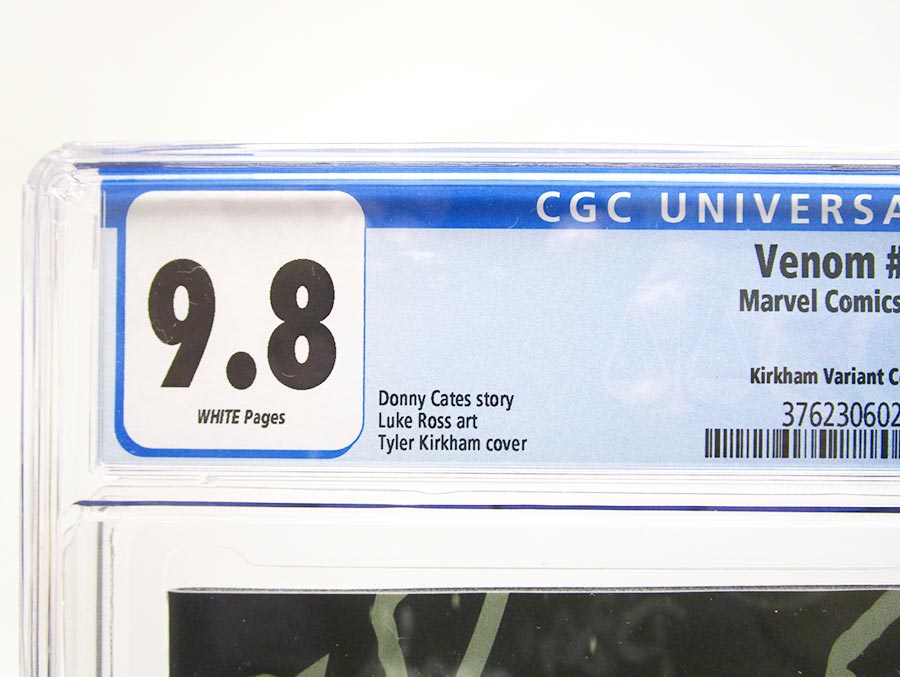 CGC UNIVERSA
9.8
WHITE Pages
Venom #
Marvel Comics
Kirkham Variant C
376230602
Donny Cates story
Luke Ross art
Tyler Kirkham cover